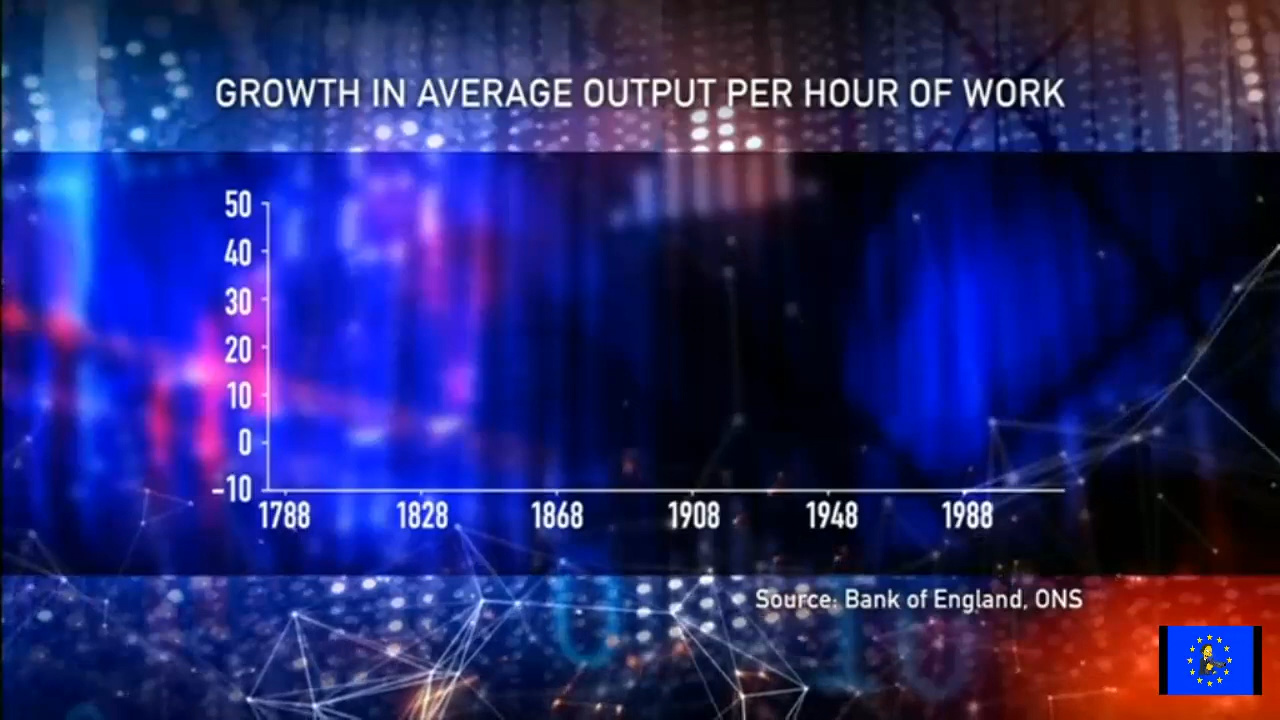 GROWTH IN AVERAGE OUTPUT PER HOUR OF WORK
50
40
30
20
10
0
-10
1788 1828 1868 1908 1948 1988
Source: Bank of England, ONS